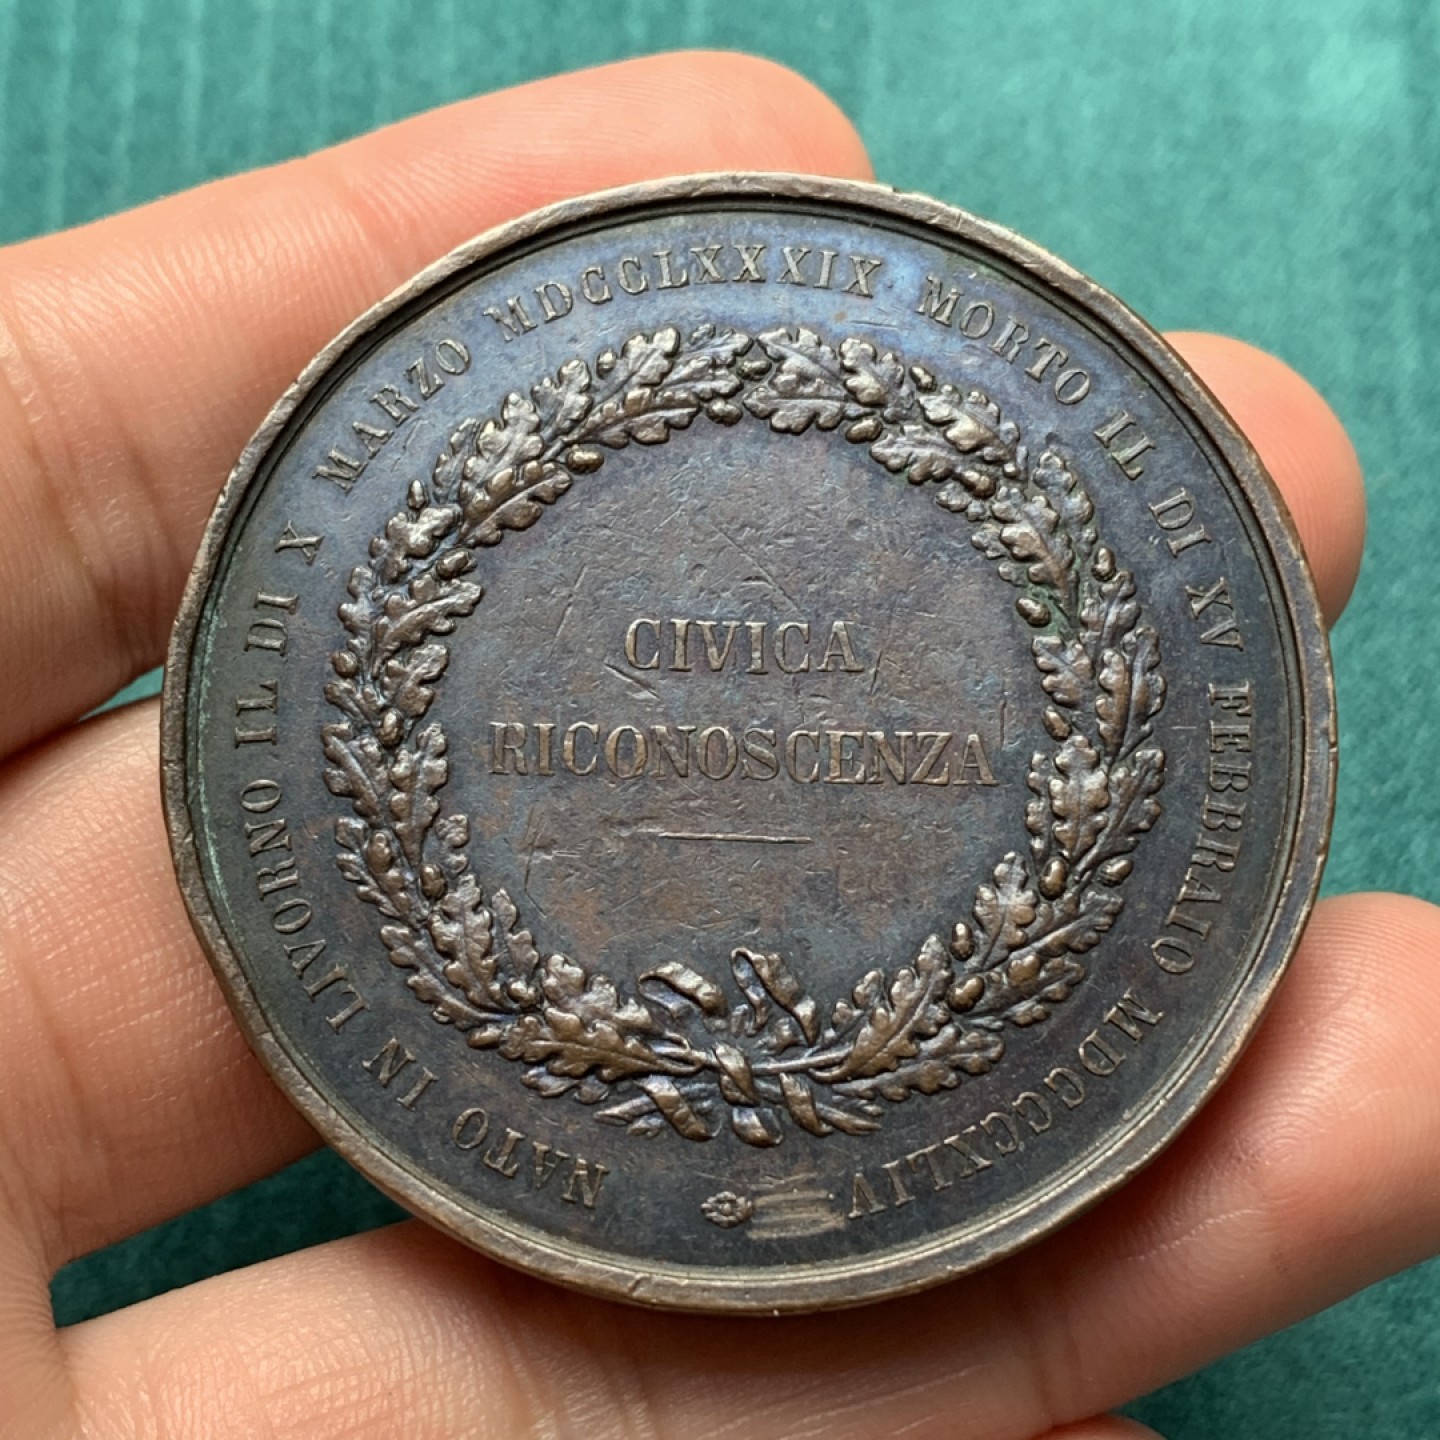 NATO IN LIVORNO IL DI X MARZO MDCCLXXXIX MORTO IL DI XV FEBBRAIO MDCCCXLIV
CIVICA
RICONOSCENZA